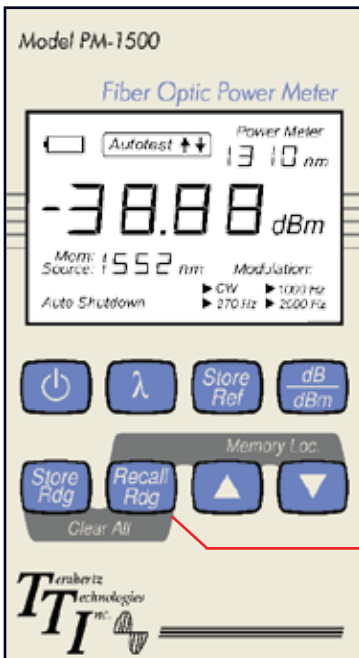 Model PM-1500
Fiber Optic Power Meter
Autotest
Power Meter
1310 nm
-38.88 dBm
Mem:
Source: 1552 nm
Modulation:
CW 1000 Hz
Auto Shutdown 270 Hz 2000 Hz
λ
Store Ref
dB dBm
Memory Loc.
Store Rdg
Recall Rdg
Clear All
Terahertz
Technologies
Inc.